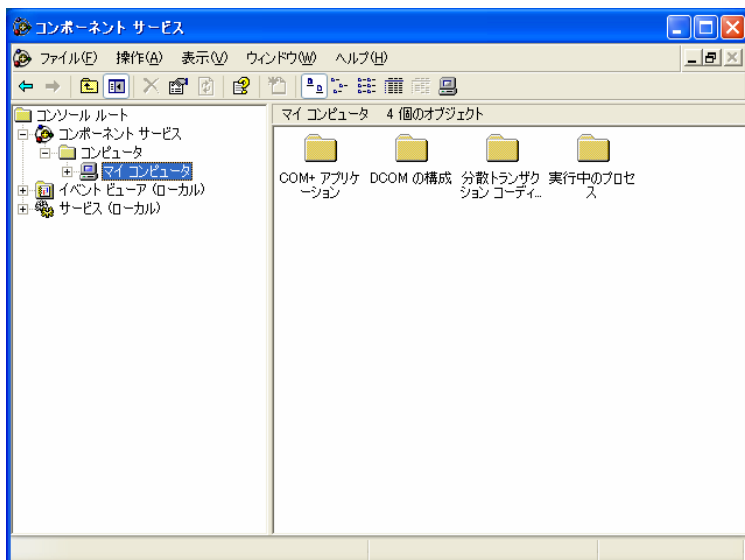 コンポーネント サービス
ファイル(F) 操作(A) 表示(V) ウィンドウ(W) ヘルプ(H)
コンソール ルート
コンポーネント サービス
コンピュータ
マイ コンピュータ
イベント ビューア (ローカル)
サービス (ローカル)
マイ コンピュータ 4 個のオブジェクト
COM+ アプリケ
ーション
DCOM の構成
分散トランザク
ション コーディ...
実行中のプロセ
ス